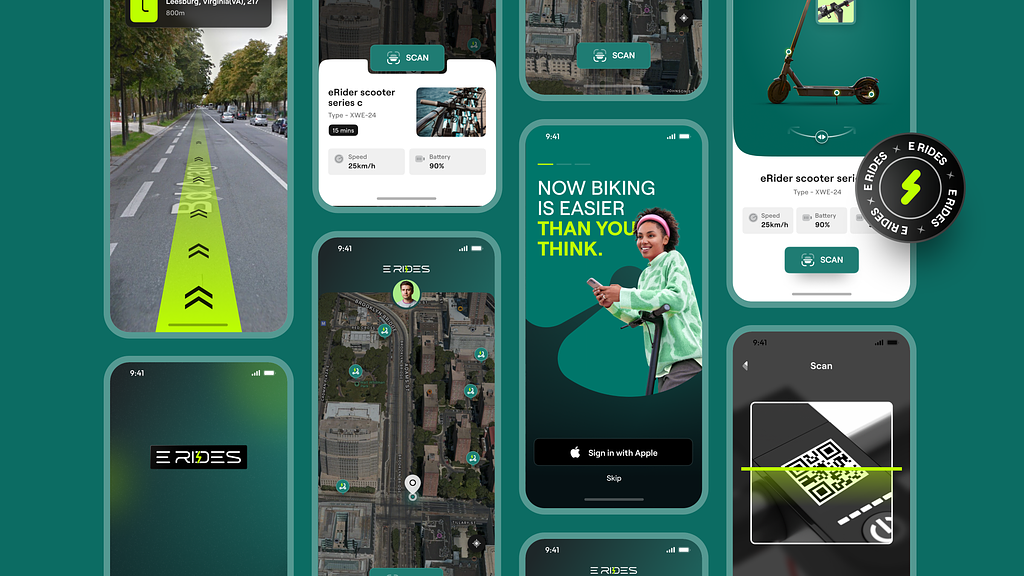 Leesburg, Virginia(VA), 217
800m
9:41
E RIDES
SCAN
eRider scooter
series c
Type - XWE-24
15 mins
Speed
25km/h
Battery
90%
9:41
E RIDES
TILLARY ST
SCAN
9:41
NOW BIKING
IS EASIER
THAN YOU
THINK.
Sign in with Apple
Skip
9:41
E RIDES
eRider scooter seri
Type - XWE-24
Speed
25km/h
Battery
90%
SCAN
E RIDES
E RIDES
E RIDES
E RIDES
9:41
Scan